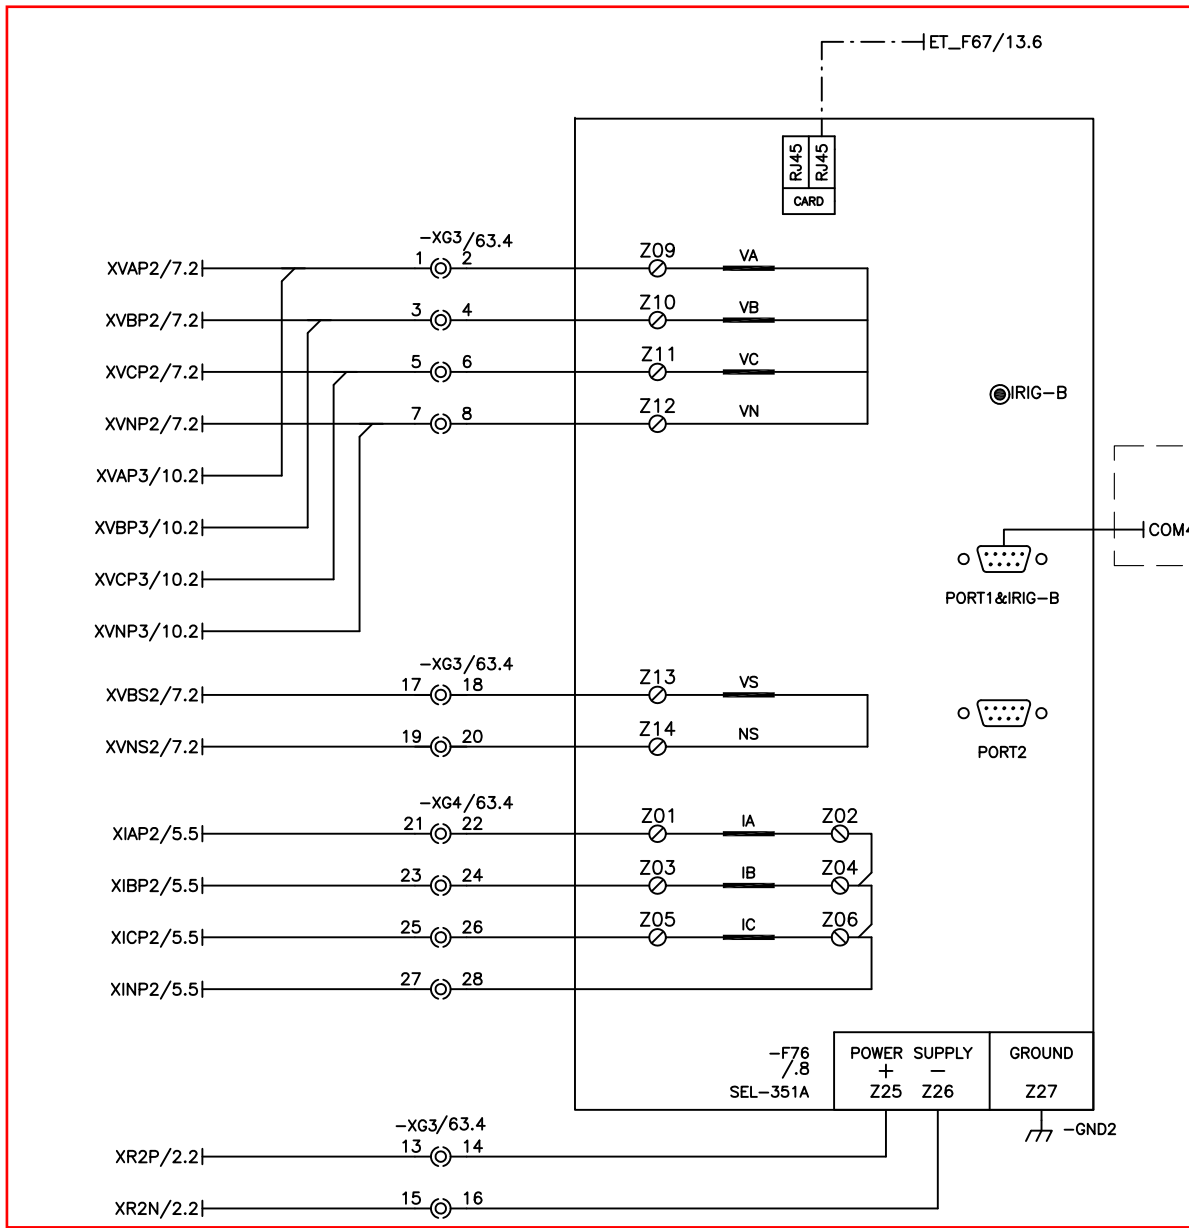 ET_F67/13.6
RJ45 RJ45
CARD
-XG3/63.4
XVAP2/7.2 1 2 Z09 VA
XVBP2/7.2 3 4 Z10 VB
XVCP2/7.2 5 6 Z11 VC
IRIG-B
XVNP2/7.2 7 8 Z12 VN
XVAP3/10.2
XVBP3/10.2
COM4
XVCP3/10.2
PORT1&IRIG-B
XVNP3/10.2
-XG3/63.4
XVBS2/7.2 17 18 Z13 VS
XVNS2/7.2 19 20 Z14 NS
PORT2
-XG4/63.4
XIAP2/5.5 21 22 Z01 IA Z02
XIBP2/5.5 23 24 Z03 IB Z04
XICP2/5.5 25 26 Z05 IC Z06
XINP2/5.5 27 28
-F76 POWER SUPPLY GROUND
/.8 + -
SEL-351A Z25 Z26 Z27
-XG3/63.4
-GND2
XR2P/2.2 13 14
XR2N/2.2 15 16